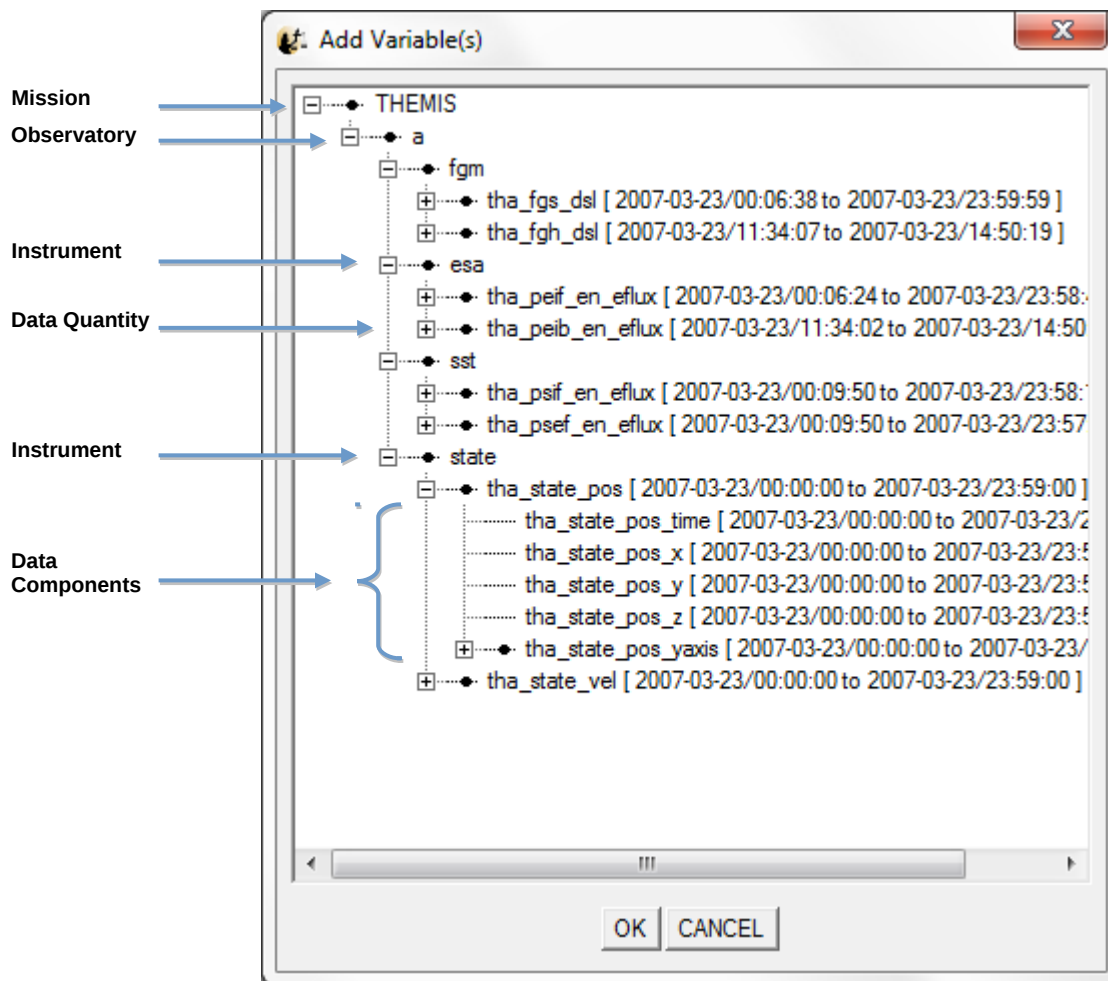 Add Variable(s)
Mission
THEMIS
Observatory
a
fgm
tha_fgs_dsl [ 2007-03-23/00:06:38 to 2007-03-23/23:59:59 ]
tha_fgh_dsl [ 2007-03-23/11:34:07 to 2007-03-23/14:50:19 ]
Instrument
esa
tha_peif_en_eflux [ 2007-03-23/00:06:24 to 2007-03-23/23:58:
Data Quantity
tha_peib_en_eflux [ 2007-03-23/11:34:02 to 2007-03-23/14:50
sst
tha_psif_en_eflux [ 2007-03-23/00:09:50 to 2007-03-23/23:58:
tha_psef_en_eflux [ 2007-03-23/00:09:50 to 2007-03-23/23:57
Instrument
state
tha_state_pos [ 2007-03-23/00:00:00 to 2007-03-23/23:59:00 ]
tha_state_pos_time [ 2007-03-23/00:00:00 to 2007-03-23/2
tha_state_pos_x [ 2007-03-23/00:00:00 to 2007-03-23/23:5
Data
Components
tha_state_pos_y [ 2007-03-23/00:00:00 to 2007-03-23/23:5
tha_state_pos_z [ 2007-03-23/00:00:00 to 2007-03-23/23:5
tha_state_pos_yaxis [ 2007-03-23/00:00:00 to 2007-03-23/
tha_state_vel [ 2007-03-23/00:00:00 to 2007-03-23/23:59:00 ]
OK
CANCEL